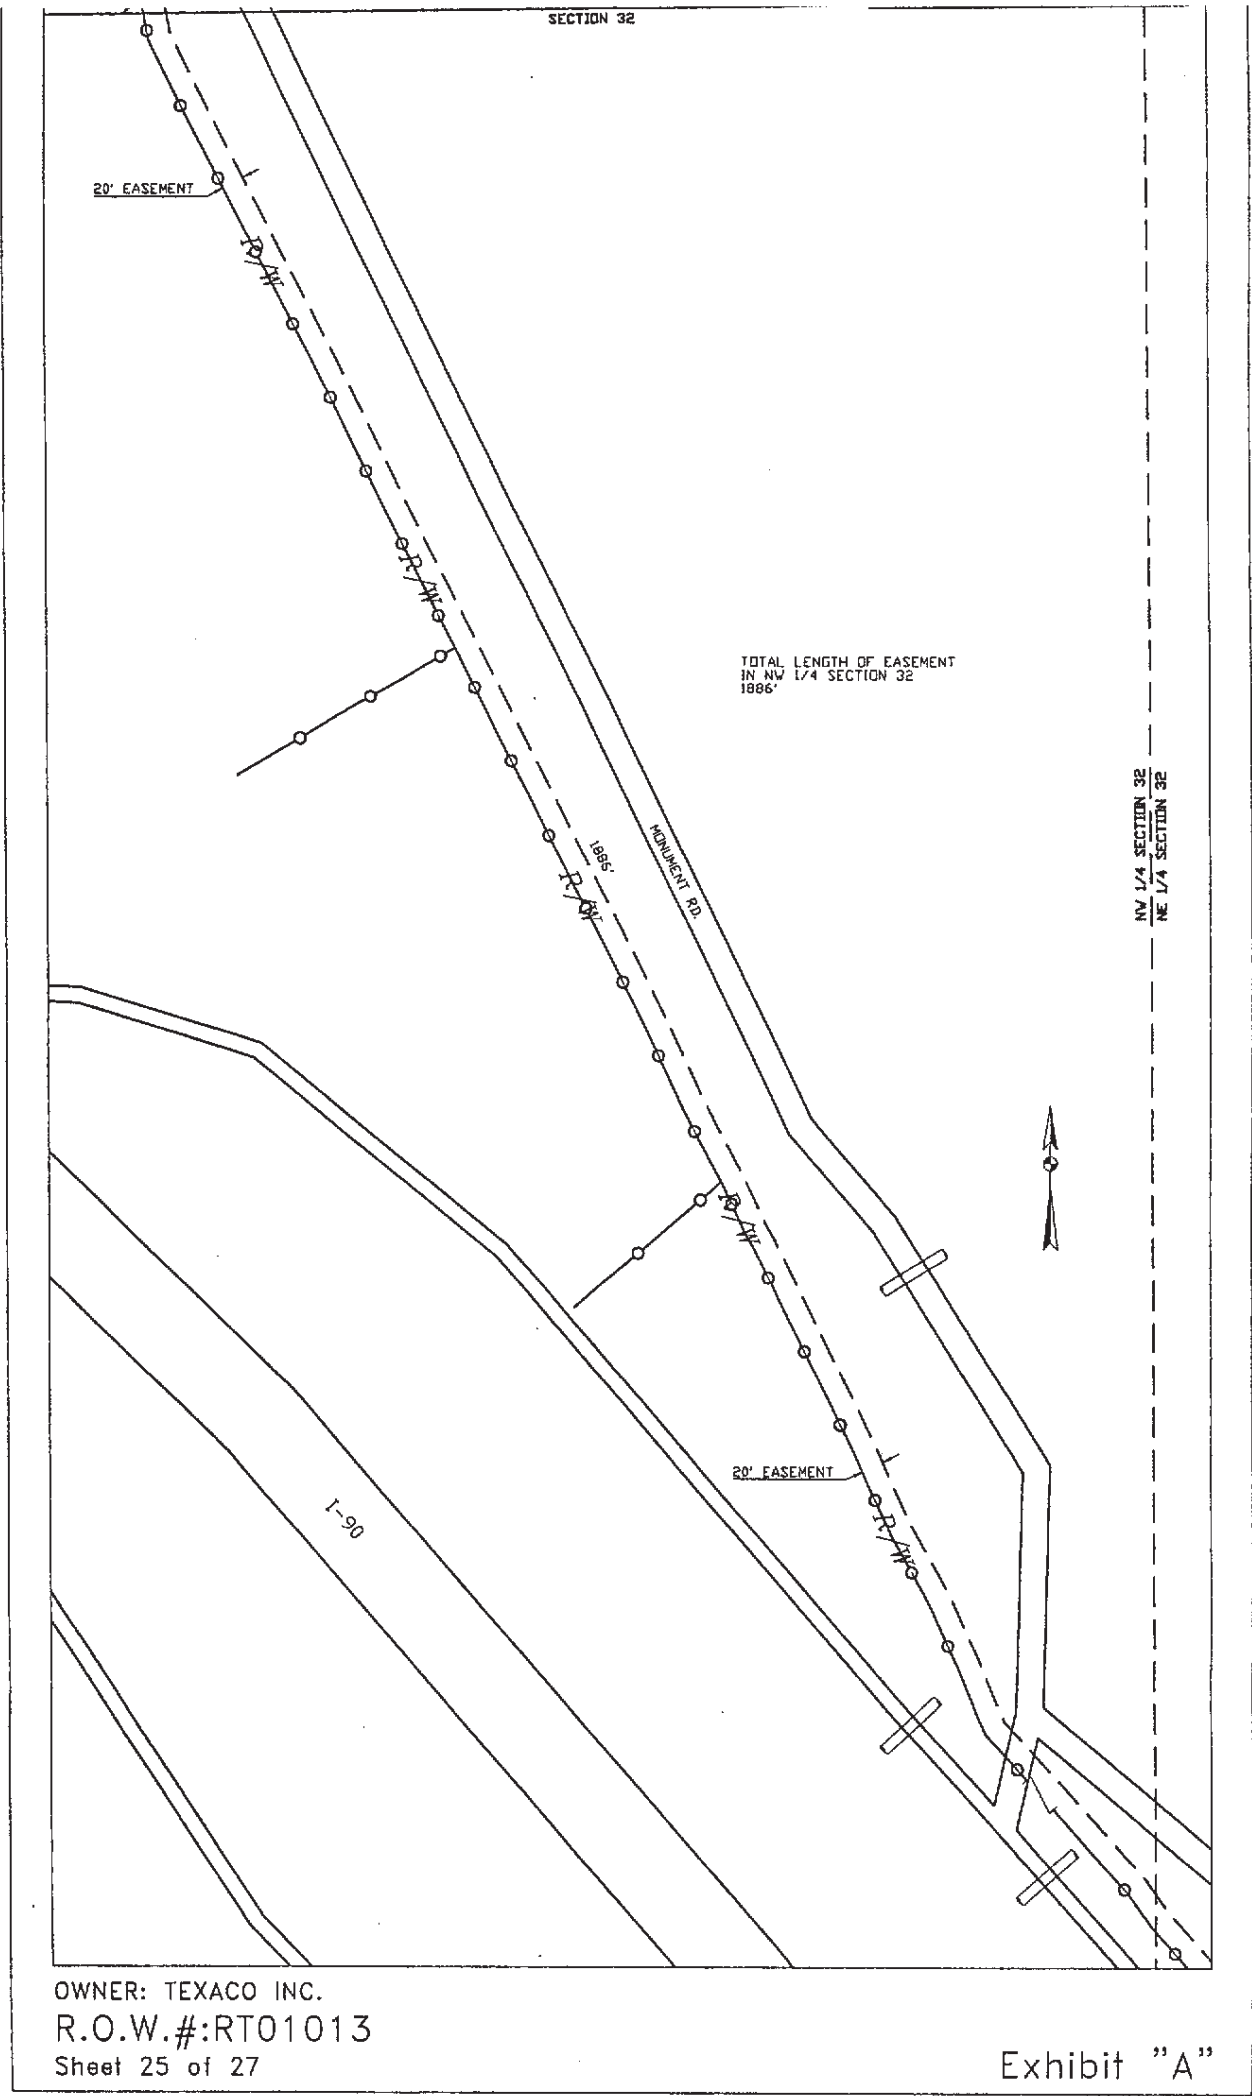 SECTION 32
20' EASEMENT
R/W
R/W
TOTAL LENGTH OF EASEMENT
IN NW 1/4 SECTION 32
1886'
NW 1/4 SECTION 32
NE 1/4 SECTION 32
MONUMENT RD.
1886'
R/W
R/W
20' EASEMENT
I-90
R/W
OWNER: TEXACO INC.
R.O.W.#:RT01013
Sheet 25 of 27
Exhibit "A"